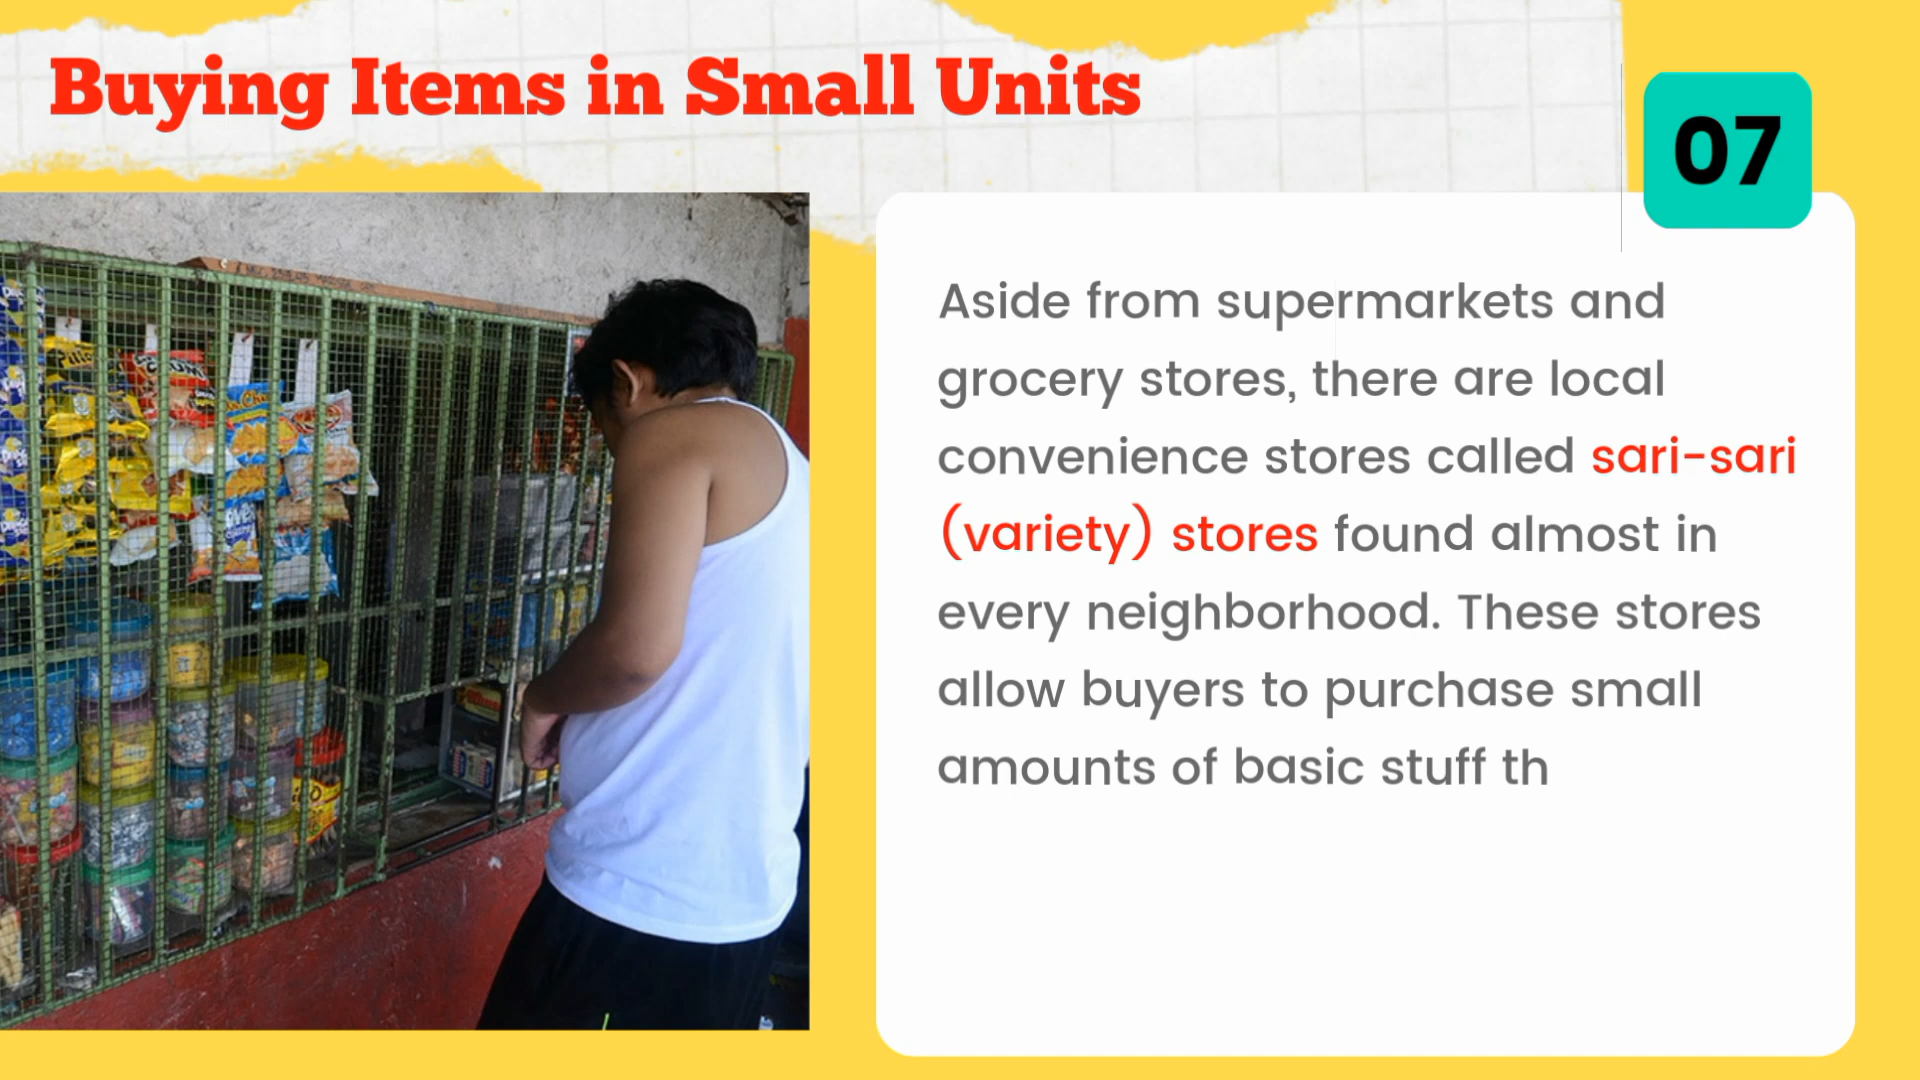 Buying Items in Small Units
07
Aside from supermarkets and
grocery stores, there are local
convenience stores called sari-sari
(variety) stores found almost in
every neighborhood. These stores
allow buyers to purchase small
amounts of basic stuff th